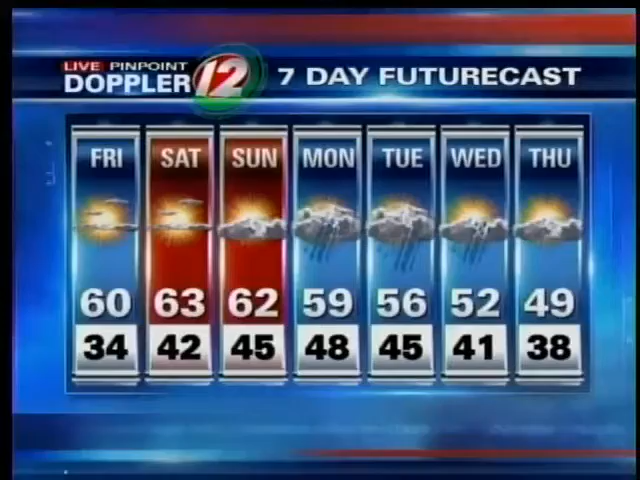 LIVE PINPOINT
DOPPLER 12
7 DAY FUTURECAST
FRI SAT SUN MON TUE WED THU
60 63 62 59 56 52 49
34 42 45 48 45 41 38